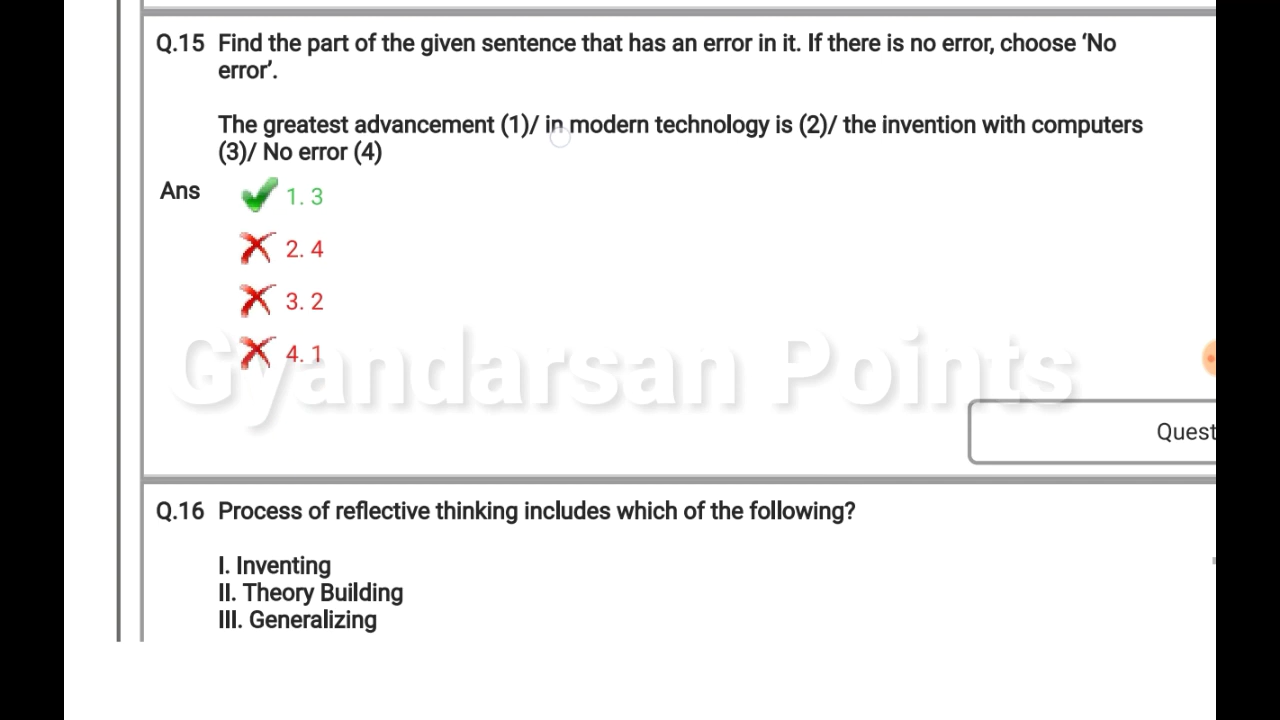 Q.15 Find the part of the given sentence that has an error in it. If there is no error, choose ‘No
error’.
The greatest advancement (1)/ in modern technology is (2)/ the invention with computers
(3)/ No error (4)
Ans
1. 3
2. 4
3. 2
4. 1
Gyandarsan Points
Quest
Q.16 Process of reflective thinking includes which of the following?
I. Inventing
II. Theory Building
III. Generalizing